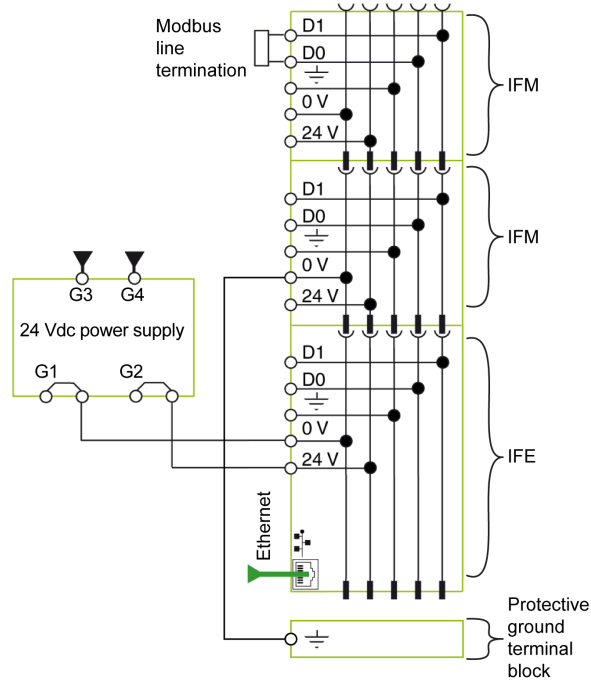 Modbus
line
termination
D1
D0
0 V
24 V
IFM
D1
D0
0 V
24 V
IFM
G3 G4
24 Vdc power supply
G1 G2
D1
D0
0 V
24 V
IFE
Ethernet
Protective
ground
terminal
block